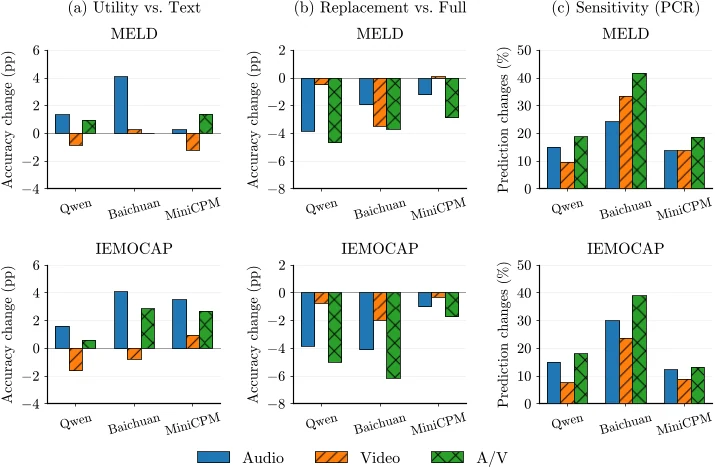 (a) Utility vs. Text
(b) Replacement vs. Full
(c) Sensitivity (PCR)
MELD
MELD
MELD
Accuracy change (pp)
6
4
2
0
−2
−4
Qwen
Baichuan
MiniCPM
Accuracy change (pp)
2
0
−2
−4
−6
−8
Qwen
Baichuan
MiniCPM
Prediction changes (%)
50
40
30
20
10
0
Qwen
Baichuan
MiniCPM
IEMOCAP
IEMOCAP
IEMOCAP
Accuracy change (pp)
6
4
2
0
−2
−4
Qwen
Baichuan
MiniCPM
Accuracy change (pp)
2
0
−2
−4
−6
−8
Qwen
Baichuan
MiniCPM
Prediction changes (%)
50
40
30
20
10
0
Qwen
Baichuan
MiniCPM
Audio
Video
A/V